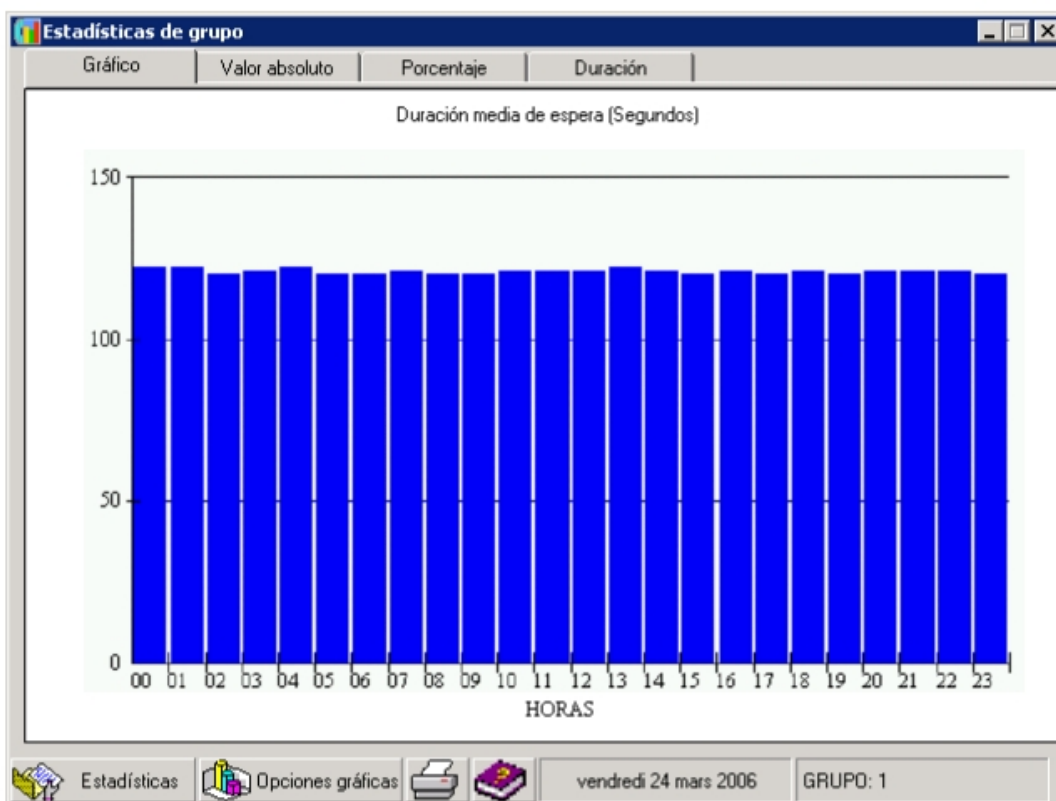 Estadísticas de grupo
Gráfico Valor absoluto Porcentaje Duración
Duración media de espera (Segundos)
150
100
50
0
00 01 02 03 04 05 06 07 08 09 10 11 12 13 14 15 16 17 18 19 20 21 22 23
HORAS
Estadísticas Opciones gráficas vendredi 24 mars 2006 GRUPO: 1